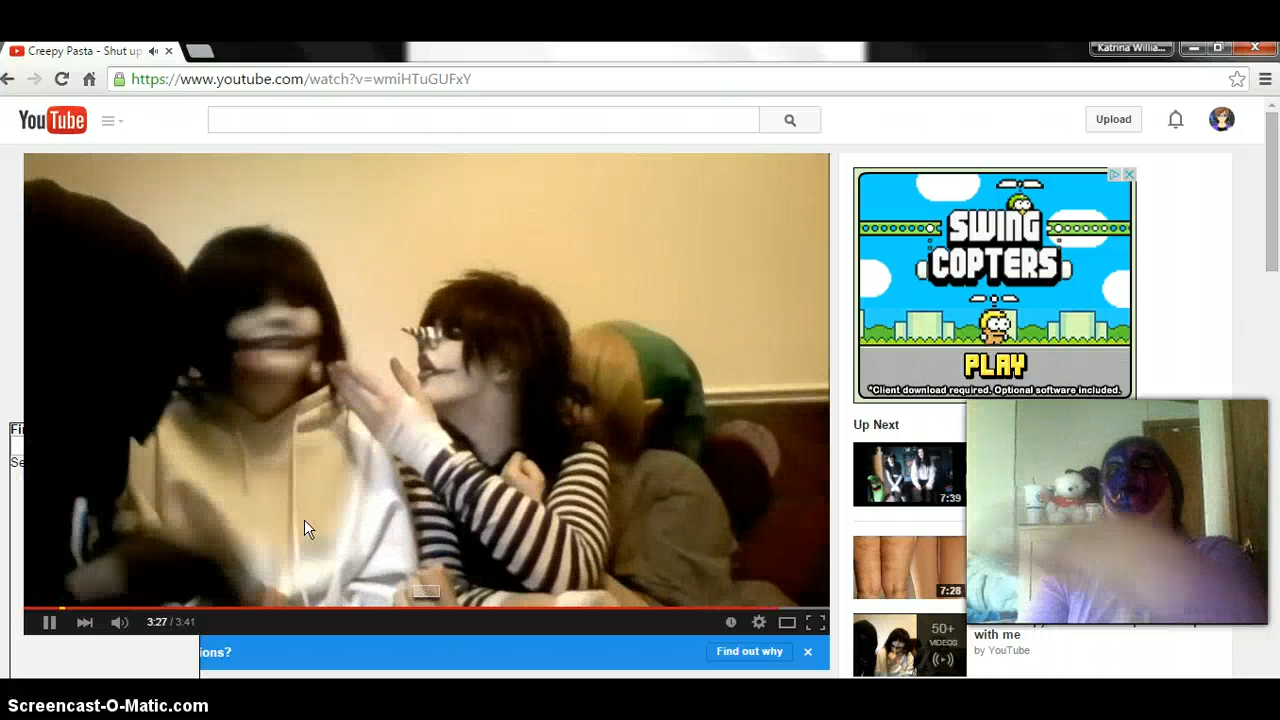 Creepy Pasta - Shut up
Katrina Willia...
https://www.youtube.com/watch?v=wmiHTuGUFxY
YouTube
Upload
SWING
COPTERS
PLAY
*Client download required. Optional software included.
Up Next
7:39
7:28
50+
VIDEOS
with me
by YouTube
3:27 / 3:41
ions?
Find out why
Screencast-O-Matic.com